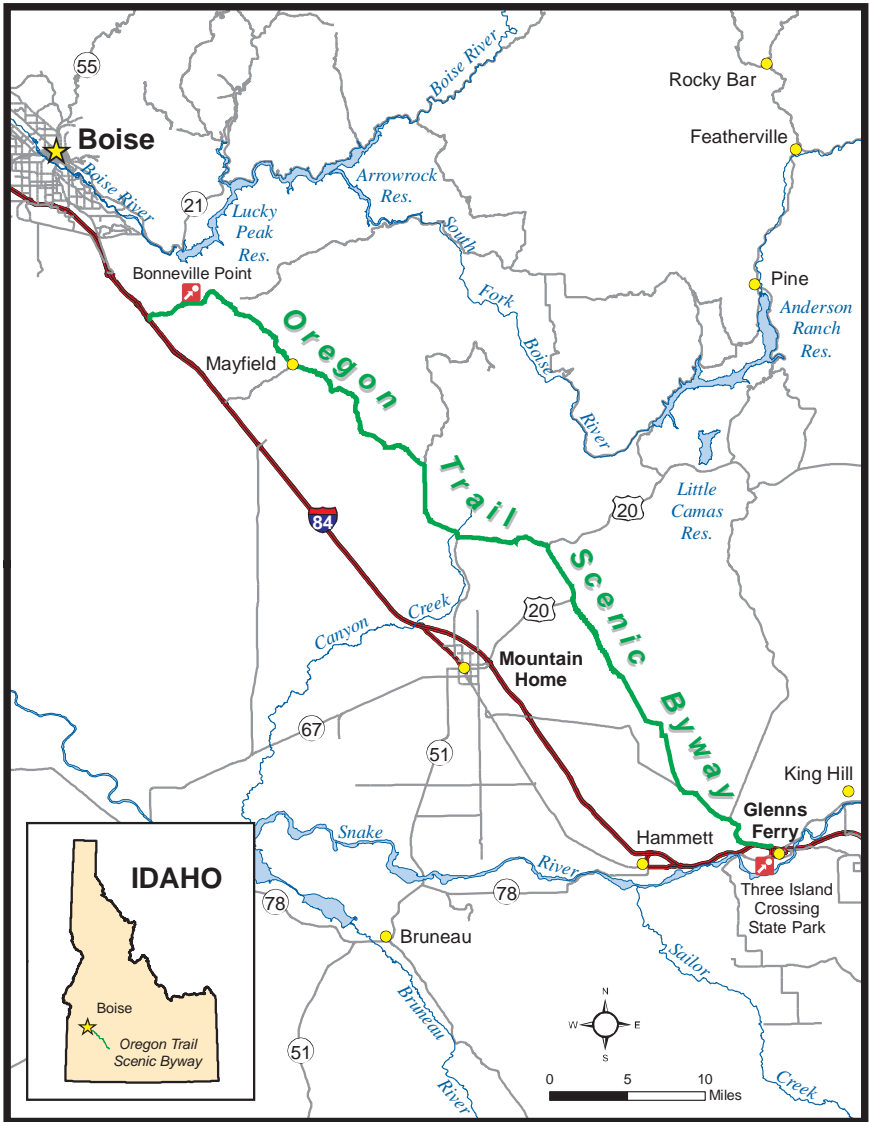 55
Boise River
Rocky Bar
Featherville
Boise
Boise River
Arrowrock
Res.
21
Lucky
Peak
Res.
South
Fork
Boise
River
Bonneville Point
Pine
Anderson
Ranch
Res.
Mayfield
Oregon
Trail
Scenic
Byway
84
20
Little
Camas
Res.
20
Canyon
Creek
Mountain
Home
67
51
King Hill
Glenns
Ferry
Hammett
Snake
River
78
78
Three Island
Crossing
State Park
Bruneau
Sailor
Creek
Bruneau
River
51
IDAHO
Boise
Oregon Trail
Scenic Byway
N
W
E
S
0
5
10
Miles